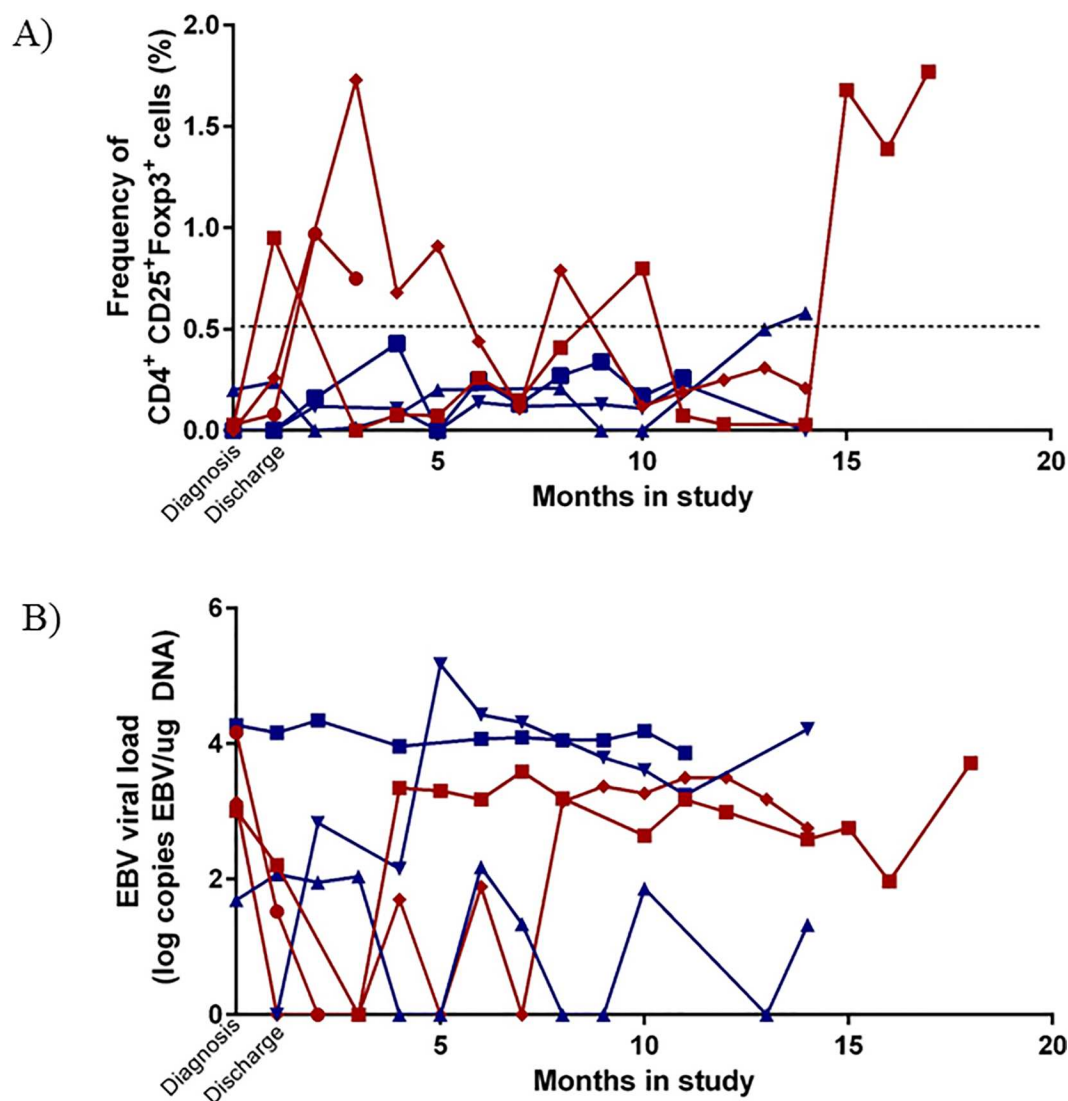 A)
Frequency of
CD4+ CD25+Foxp3+ cells (%)
2.0
1.5
1.0
0.5
0.0
Diagnosis
Discharge
5
10
15
20
Months in study
B)
EBV viral load
(log copies EBV/ug DNA)
6
4
2
0
Diagnosis
Discharge
5
10
15
20
Months in study